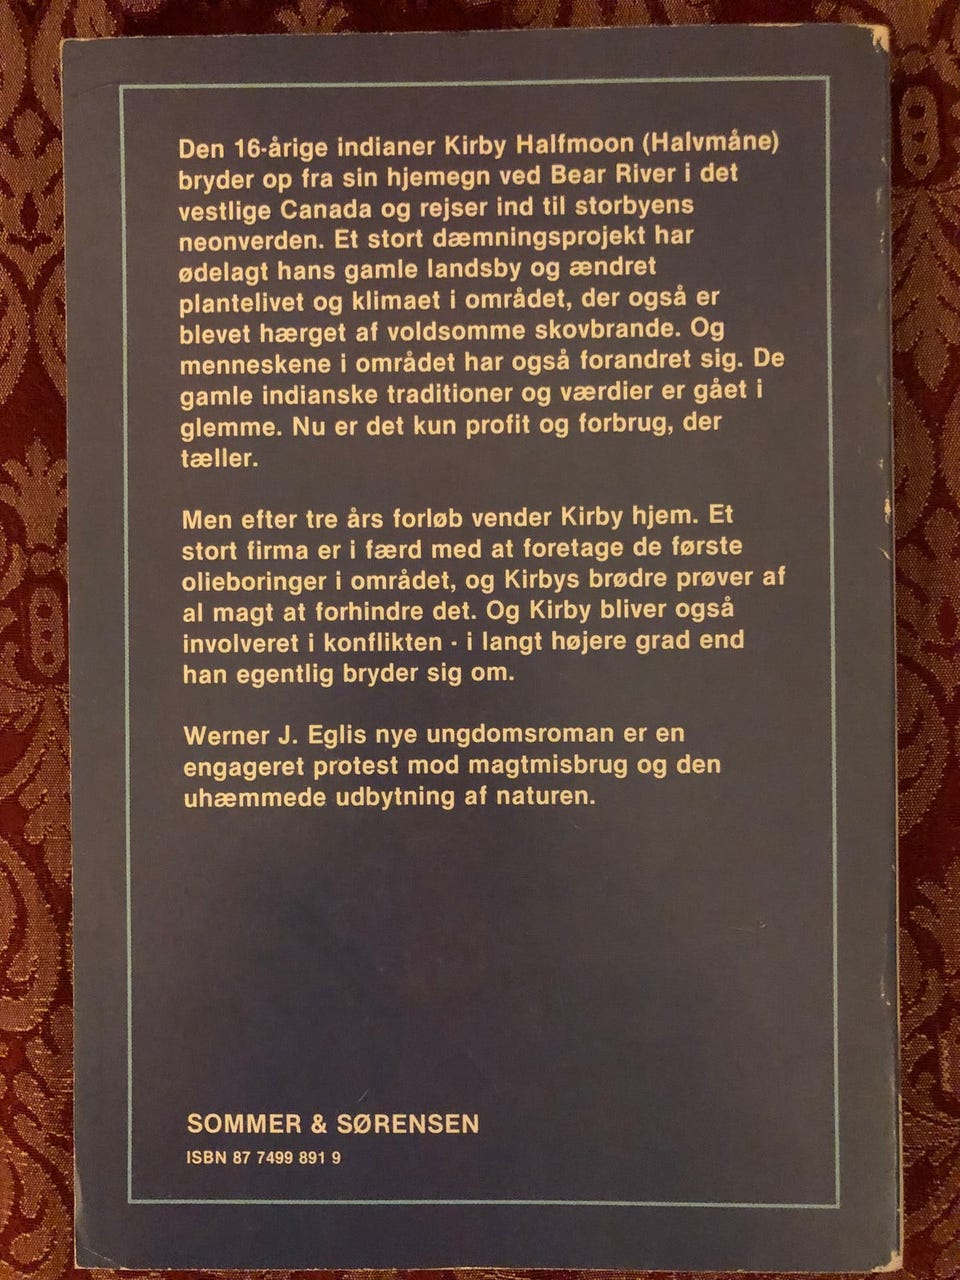 Den 16-årige indianer Kirby Halfmoon (Halvmåne)
bryder op fra sin hjemegn ved Bear River i det
vestlige Canada og rejser ind til storbyens
neonverden. Et stort dæmningsprojekt har
ødelagt hans gamle landsby og ændret
plantelivet og klimaet i området, der også er
blevet hærget af voldsomme skovbrande. Og
menneskene i området har også forandret sig. De
gamle indianske traditioner og værdier er gået i
glemme. Nu er det kun profit og forbrug, der
tæller.
Men efter tre års forløb vender Kirby hjem. Et
stort firma er i færd med at foretage de første
olieboringer i området, og Kirbys brødre prøver af
al magt at forhindre det. Og Kirby bliver også
involveret i konflikten - i langt højere grad end
han egentlig bryder sig om.
Werner J. Eglis nye ungdomsroman er en
engageret protest mod magtmisbrug og den
uhæmmede udbytning af naturen.
SOMMER & SØRENSEN
ISBN 87 7499 891 9